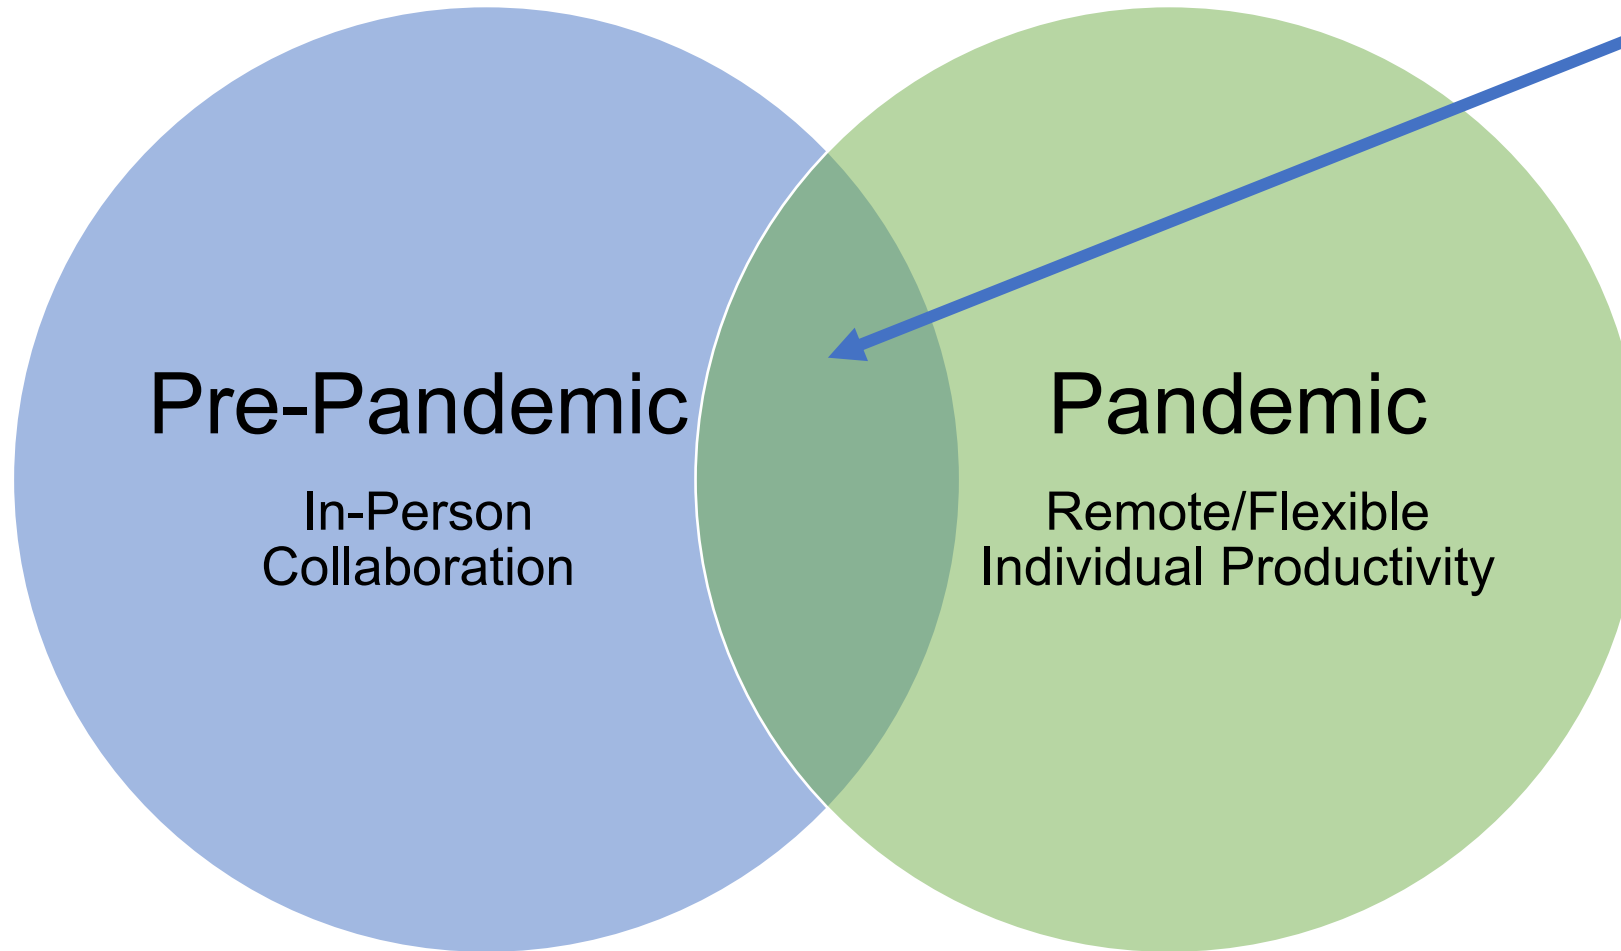 Pre-Pandemic
In-Person
Collaboration
Pandemic
Remote/Flexible
Individual Productivity